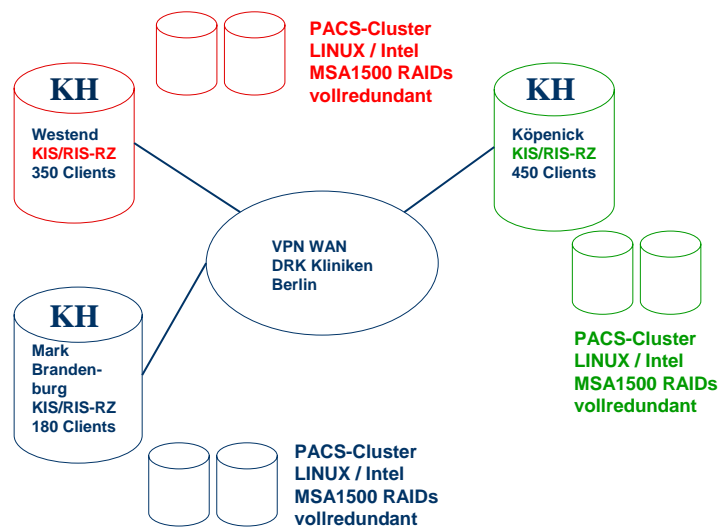 PACS-Cluster
LINUX / Intel
MSA1500 RAIDs
vollredundant
KH
Westend
KIS/RIS-RZ
350 Clients
KH
Köpenick
KIS/RIS-RZ
450 Clients
VPN WAN
DRK Kliniken
Berlin
KH
Mark
Branden-
burg
KIS/RIS-RZ
180 Clients
PACS-Cluster
LINUX / Intel
MSA1500 RAIDs
vollredundant
PACS-Cluster
LINUX / Intel
MSA1500 RAIDs
vollredundant